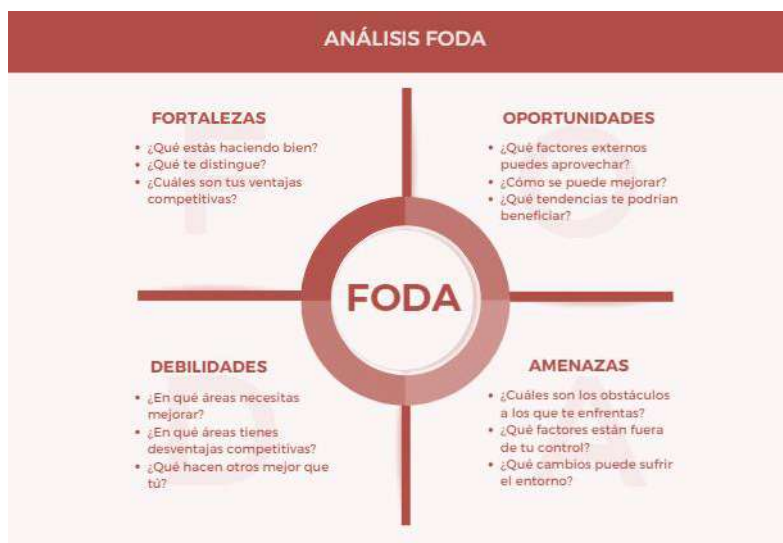 ANÁLISIS FODA
FORTALEZAS
• ¿Qué estás haciendo bien?
• ¿Qué te distingue?
• ¿Cuáles son tus ventajas
competitivas?
OPORTUNIDADES
• ¿Qué factores externos
puedes aprovechar?
• ¿Cómo se puede mejorar?
• ¿Qué tendencias te podrían
beneficiar?
FODA
DEBILIDADES
• ¿En qué áreas necesitas
mejorar?
• ¿En qué áreas tienes
desventajas competitivas?
• ¿Qué hacen otros mejor que
tú?
AMENAZAS
• ¿Cuáles son los obstáculos
a los que te enfrentas?
• ¿Qué factores están fuera
de tu control?
• ¿Qué cambios puede sufrir
el entorno?
F
O
D
A